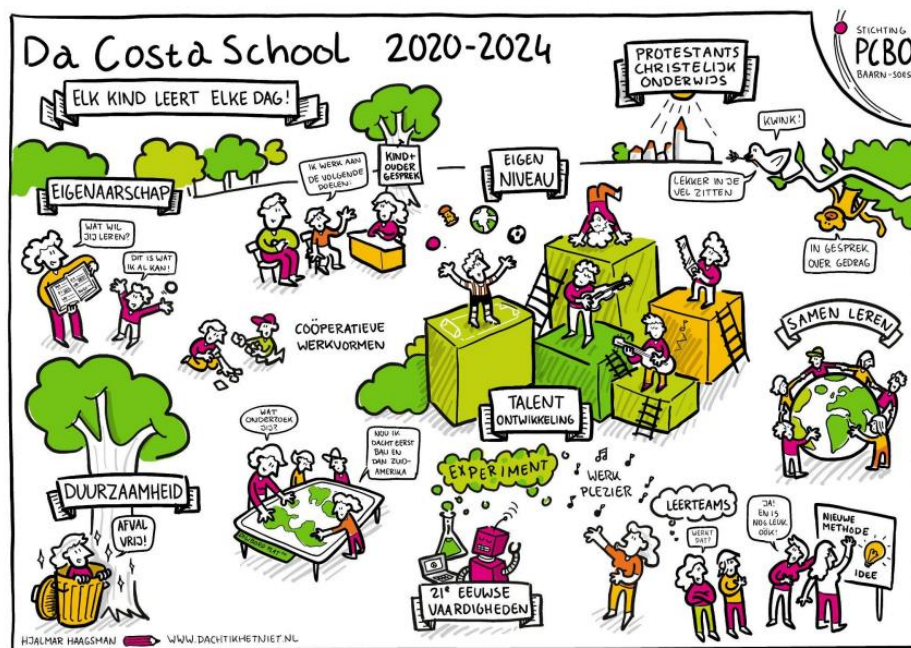 Da Costa School 2020-2024
STICHTING
PCBO
BAARN-SOES
ELK KIND LEERT ELKE DAG!
PROTESTANTS
CHRISTELIJK
ONDERWIJS
KWINK!
LEKKER IN JE
VEL ZITTEN
IN GESPREK
OVER GEDRAG
EIGENAARSCHAP
WAT WIL
JIJ LEREN?
DIT IS WAT
IK AL KAN!
IK WERK AAN
DE VOLGENDE
DOELEN:
KIND+
OUDER
GESPREK
EIGEN
NIVEAU
COÖPERATIEVE
WERKVORMEN
TALENT
ONTWIKKELING
SAMEN LEREN
DUURZAAMHEID
AFVAL
VRIJ!
WAT
ONDERZOEK
JIJ?
NOU IK
DACHT EERST
BALI EN
DAN ZUID-
AMERIKA
EXPERIMENT
21e EEUWSE
VAARDIGHEDEN
WERK
PLEZIER
LEERTEAMS
WERKT
DAT?
JA!
EN IS
NOG LEUK
OOK!
NIEUWE
METHODE
IDEE
HJALMAR HAAGSMAN
WWW.DACHTIKHETNIET.NL